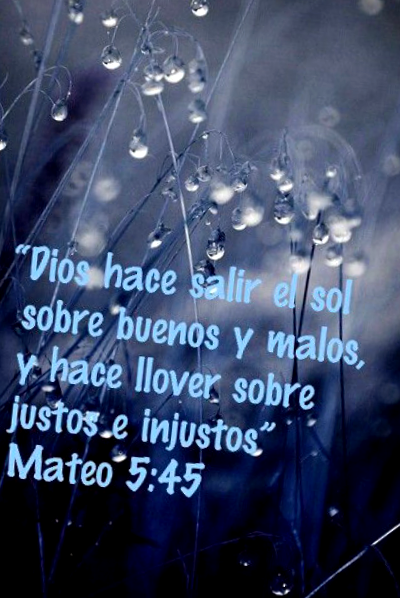 “Dios hace salir el sol
sobre buenos y malos,
y hace llover sobre
justos e injustos”
Mateo 5:45